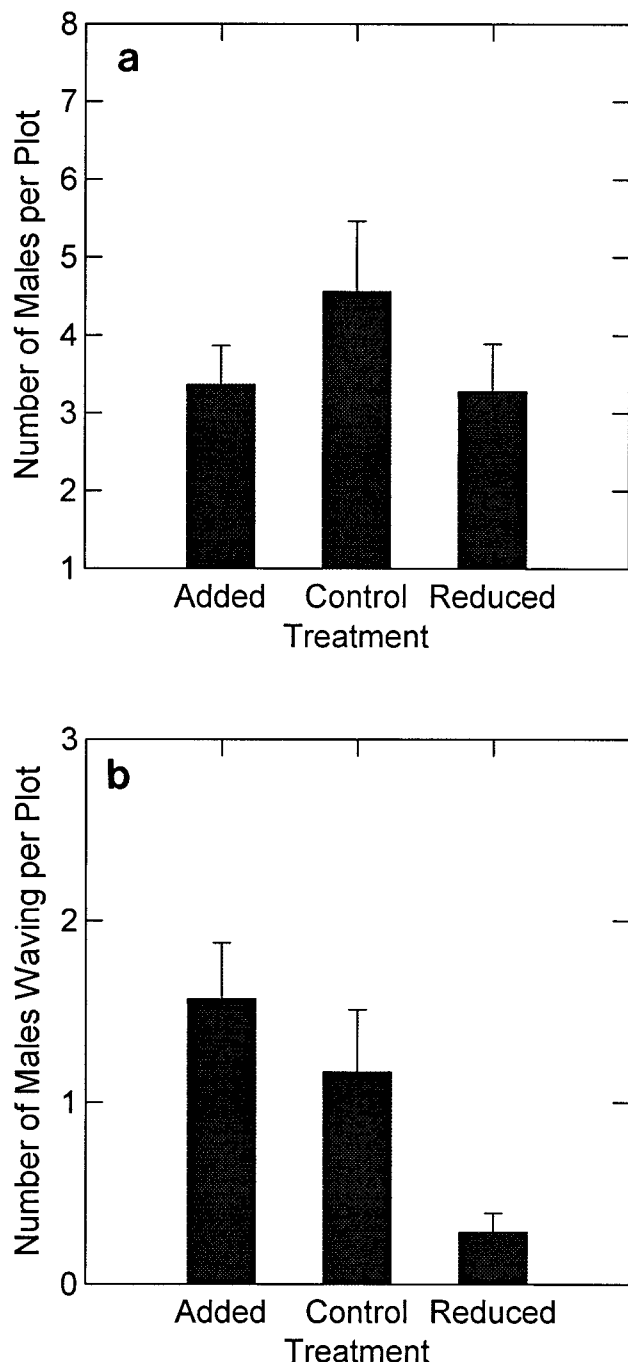 a
Number of Males per Plot
8
7
6
5
4
3
2
1
Added Control Reduced
Treatment
b
Number of Males Waving per Plot
3
2
1
0
Added Control Reduced
Treatment